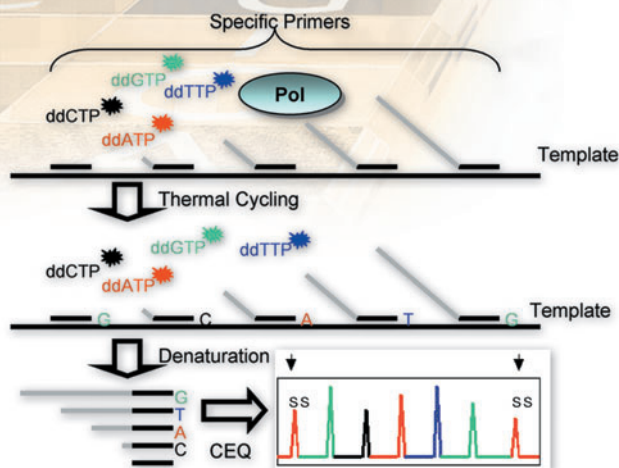 Specific Primers
ddGTP
ddTTP
Pol
ddCTP
ddATP
Template
Thermal Cycling
ddGTP
ddTTP
ddCTP
ddATP
G C A T G
Template
Denaturation
G
T
A
C
CEQ
SS SS